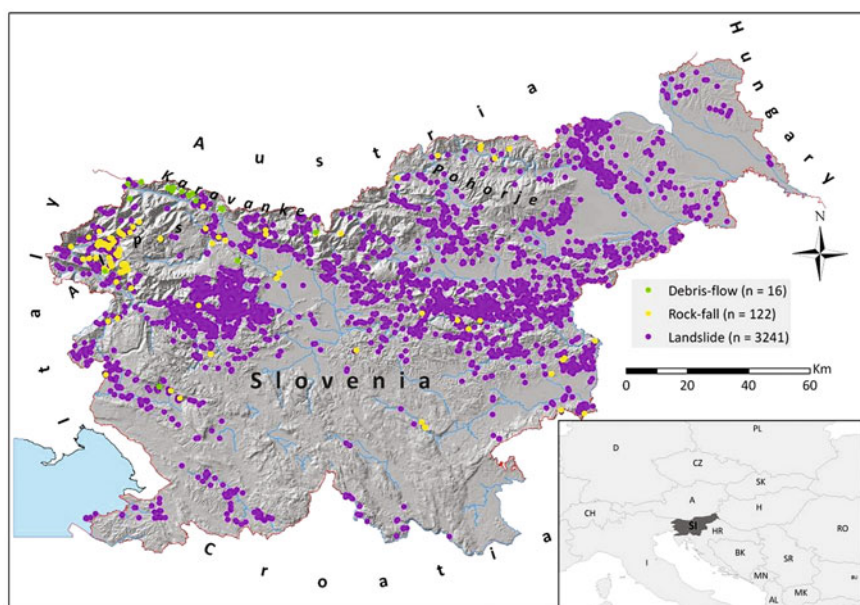 Hungary
Austria
Karavanke
Pohorje
Alps
Italy
N
Debris-flow (n = 16)
Rock-fall (n = 122)
Landslide (n = 3241)
Km
0 10 20 40 60
Slovenia
Croatia
PL
D
CZ
SK
A
CH
H
SI
HR
RO
BK
SR
I
MN
AL
MK